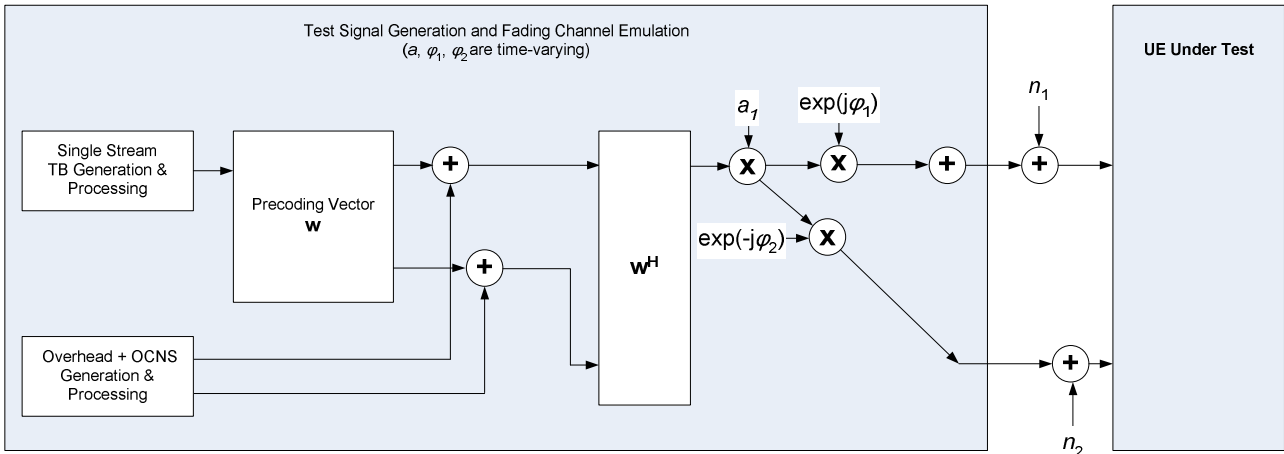 Test Signal Generation and Fading Channel Emulation
(a, φ1, φ2 are time-varying)
UE Under Test
n1
a1
exp(jφ1)
Single Stream
TB Generation &
Processing
+
x
x
+
+
Precoding Vector
w
exp(-jφ2)
x
+
wH
Overhead + OCNS
Generation &
Processing
+
n2